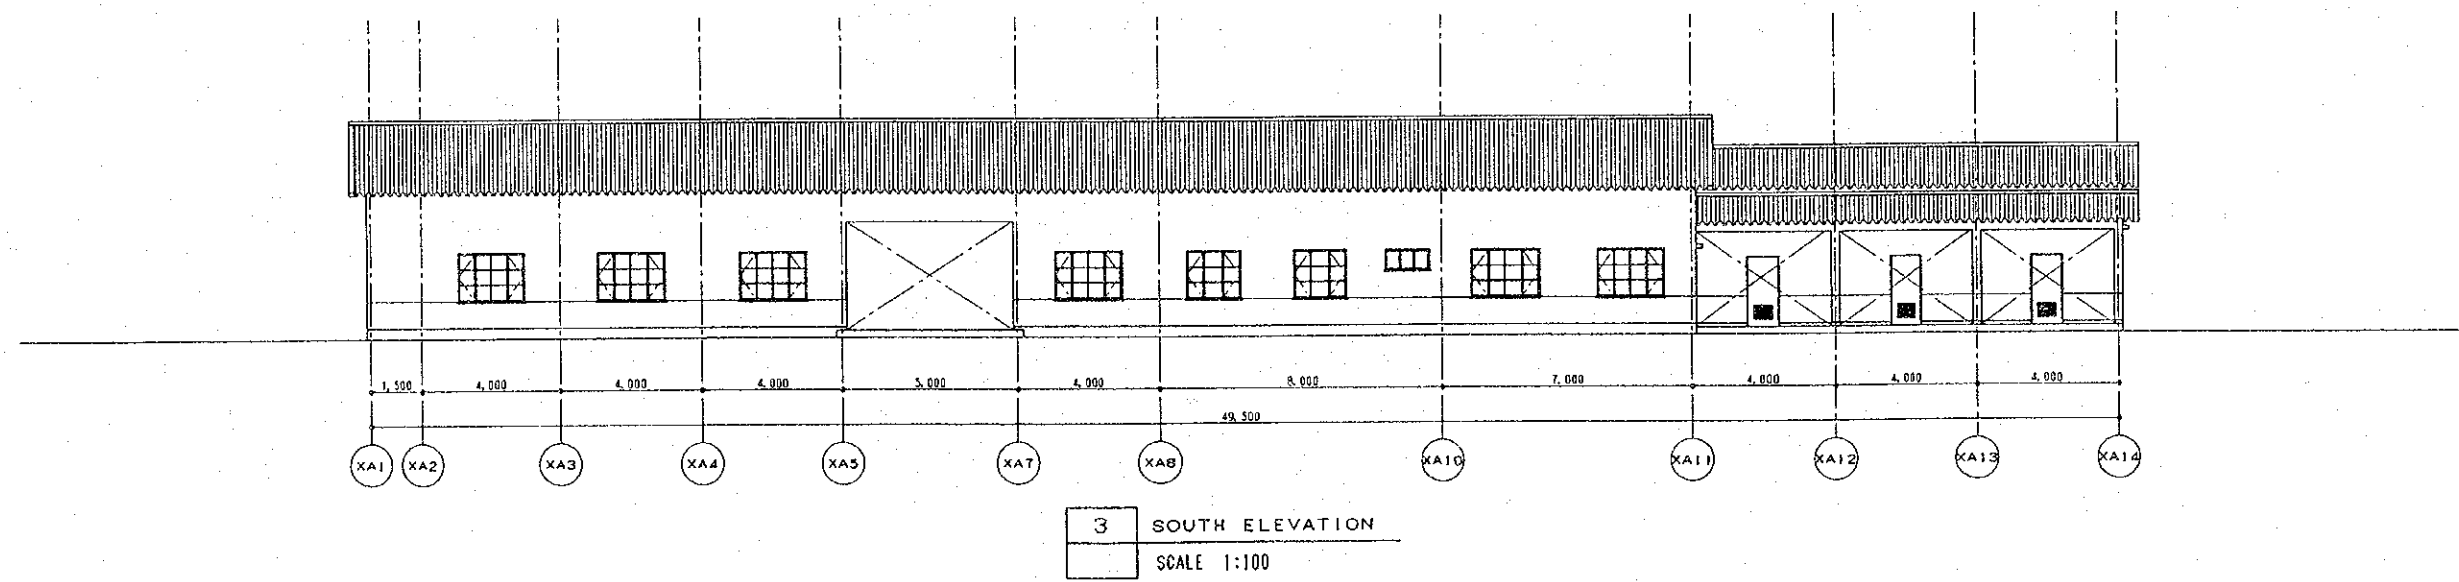 1,500 4,000 4,000 4,000 5,000 4,000 8,000 7,000 4,000 4,000 4,000
49,500
XA1 XA2 XA3 XA4 XA5 XA7 XA8 XA10 XA11 XA12 XA13 XA14
3 SOUTH ELEVATION
SCALE 1:100